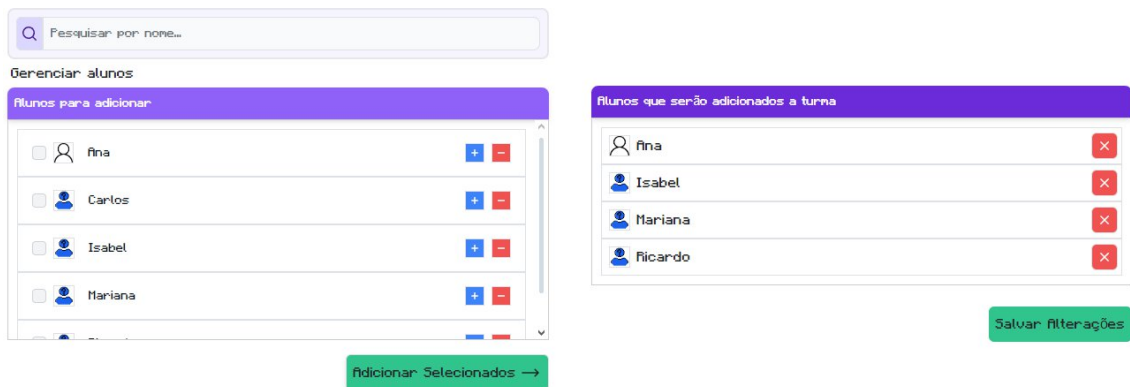 Pesquisar por nome...
Gerenciar alunos
Alunos para adicionar
Ana
+ −
Carlos
+ −
Isabel
+ −
Mariana
+ −
Adicionar Selecionados →
Alunos que serão adicionados a turma
Ana
×
Isabel
×
Mariana
×
Ricardo
×
Salvar Alterações